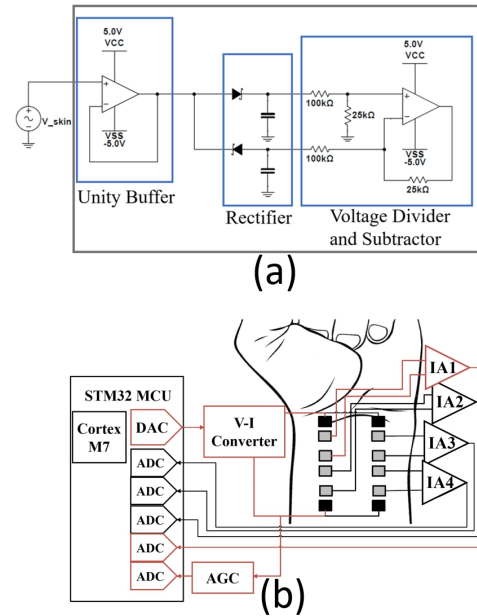 5.0V
VCC
V_skin
VSS
-5.0V
Unity Buffer
Rectifier
100kΩ
25kΩ
100kΩ
5.0V
VCC
VSS
-5.0V
25kΩ
Voltage Divider
and Subtractor
(a)
STM32 MCU
Cortex
M7
DAC
ADC
ADC
ADC
ADC
ADC
V-I
Converter
AGC
IA1
IA2
IA3
IA4
(b)